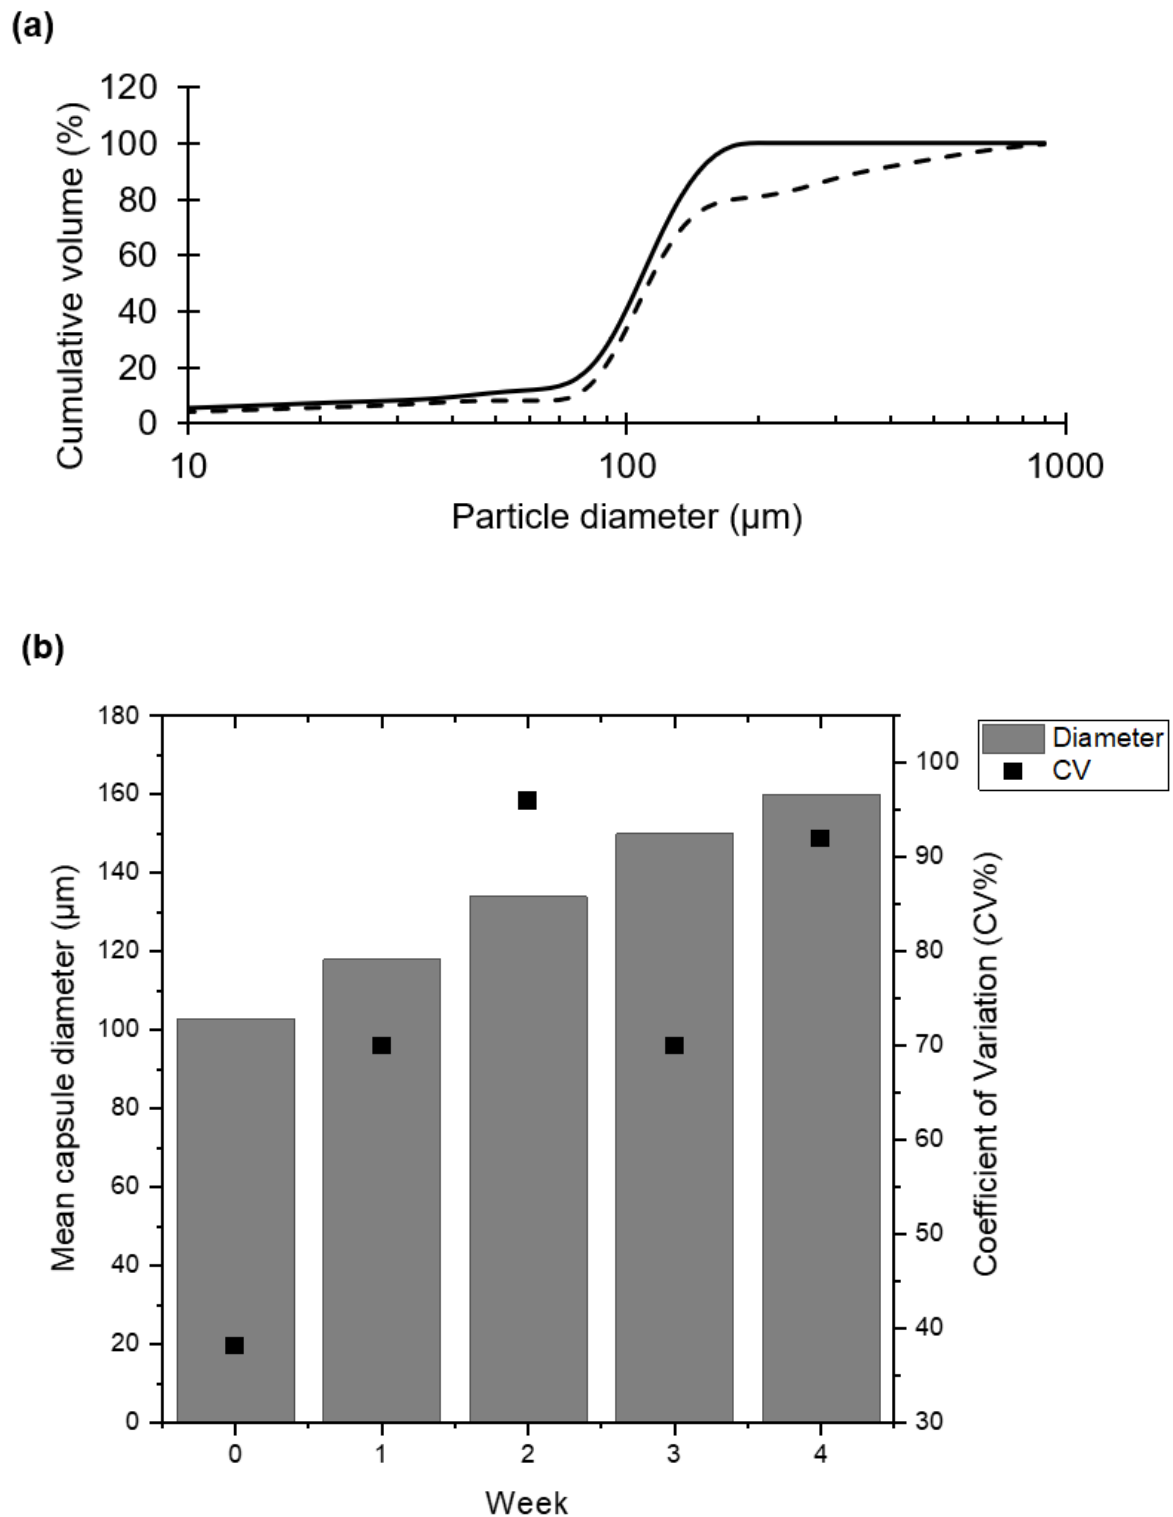 (a)
120
100
80
60
40
20
0
Cumulative volume (%)
10 100 1000
Particle diameter (µm)
(b)
180
160
140
120
100
80
60
40
20
0
Mean capsule diameter (µm)
100
90
80
70
60
50
40
30
Coefficient of Variation (CV%)
Diameter
CV
0 1 2 3 4
Week